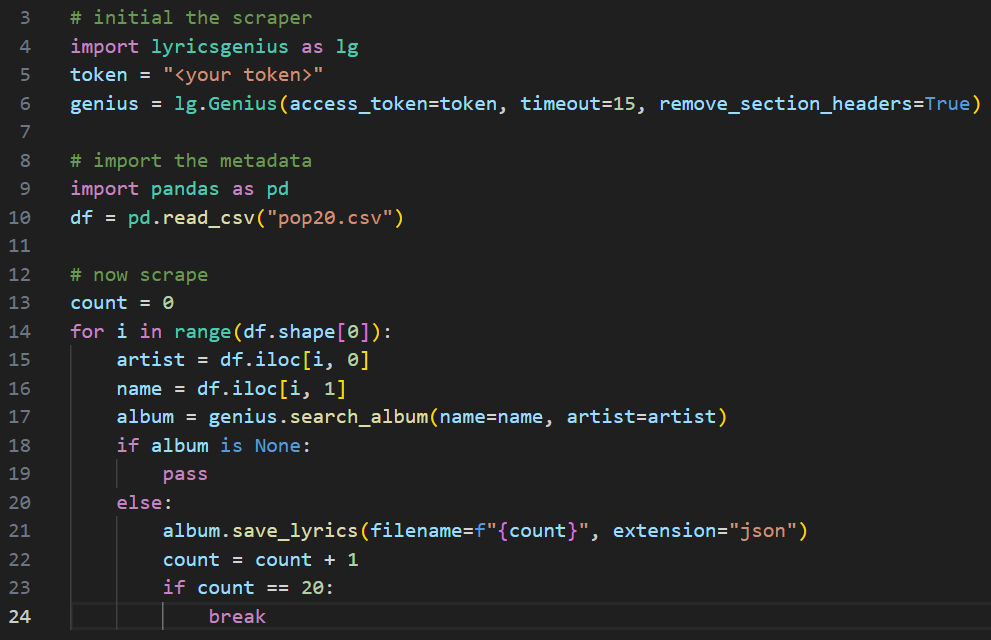 3 # initial the scraper
4 import lyricsgenius as lg
5 token = "<your token>"
6 genius = lg.Genius(access_token=token, timeout=15, remove_section_headers=True)
7
8 # import the metadata
9 import pandas as pd
10 df = pd.read_csv("pop20.csv")
11
12 # now scrape
13 count = 0
14 for i in range(df.shape[0]):
15     artist = df.iloc[i, 0]
16     name = df.iloc[i, 1]
17     album = genius.search_album(name=name, artist=artist)
18     if album is None:
19         pass
20     else:
21         album.save_lyrics(filename=f"{count}", extension="json")
22         count = count + 1
23         if count == 20:
24             break